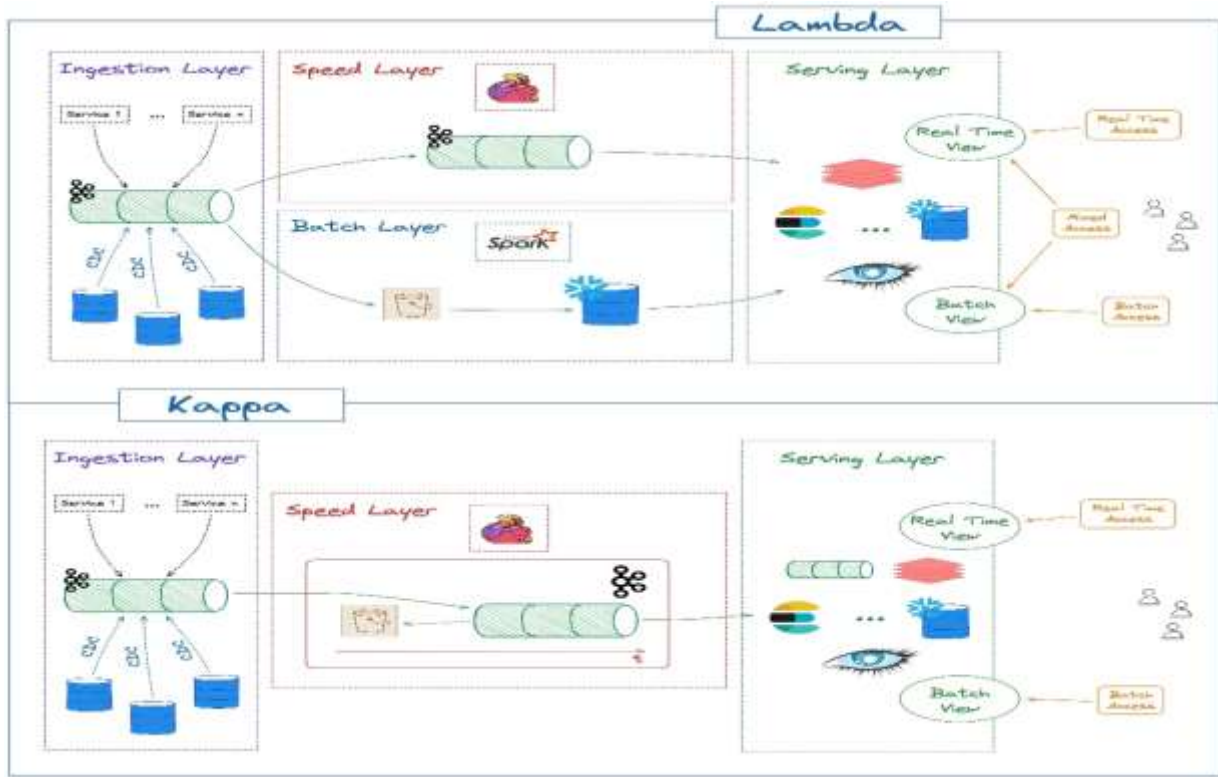 Lambda
Ingestion Layer
Service 1 ... Service n
CDC
CDC
CDC
Speed Layer
Batch Layer
Spark
Serving Layer
Real Time
View
...
Batch
View
Real Time
Access
Mixed
Access
Batch
Access
Kappa
Ingestion Layer
Service 1 ... Service n
CDC
CDC
CDC
Speed Layer
t
Serving Layer
Real Time
View
...
Batch
View
Real Time
Access
Batch
Access